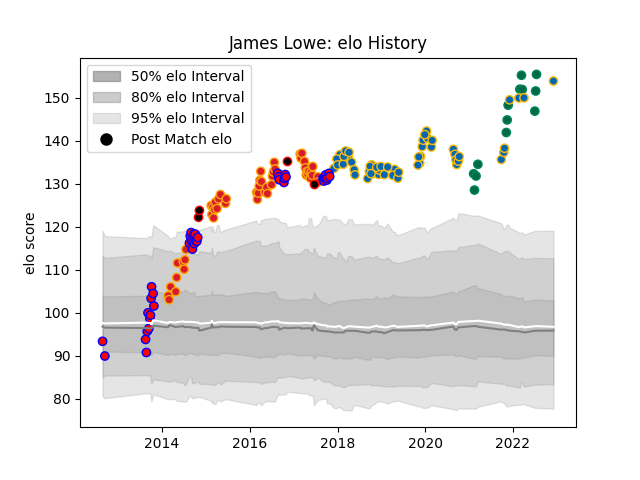 James Lowe: elo History
50% elo Interval
80% elo Interval
95% elo Interval
Post Match elo
elo score
150
140
130
120
110
100
90
80
2014 2016 2018 2020 2022